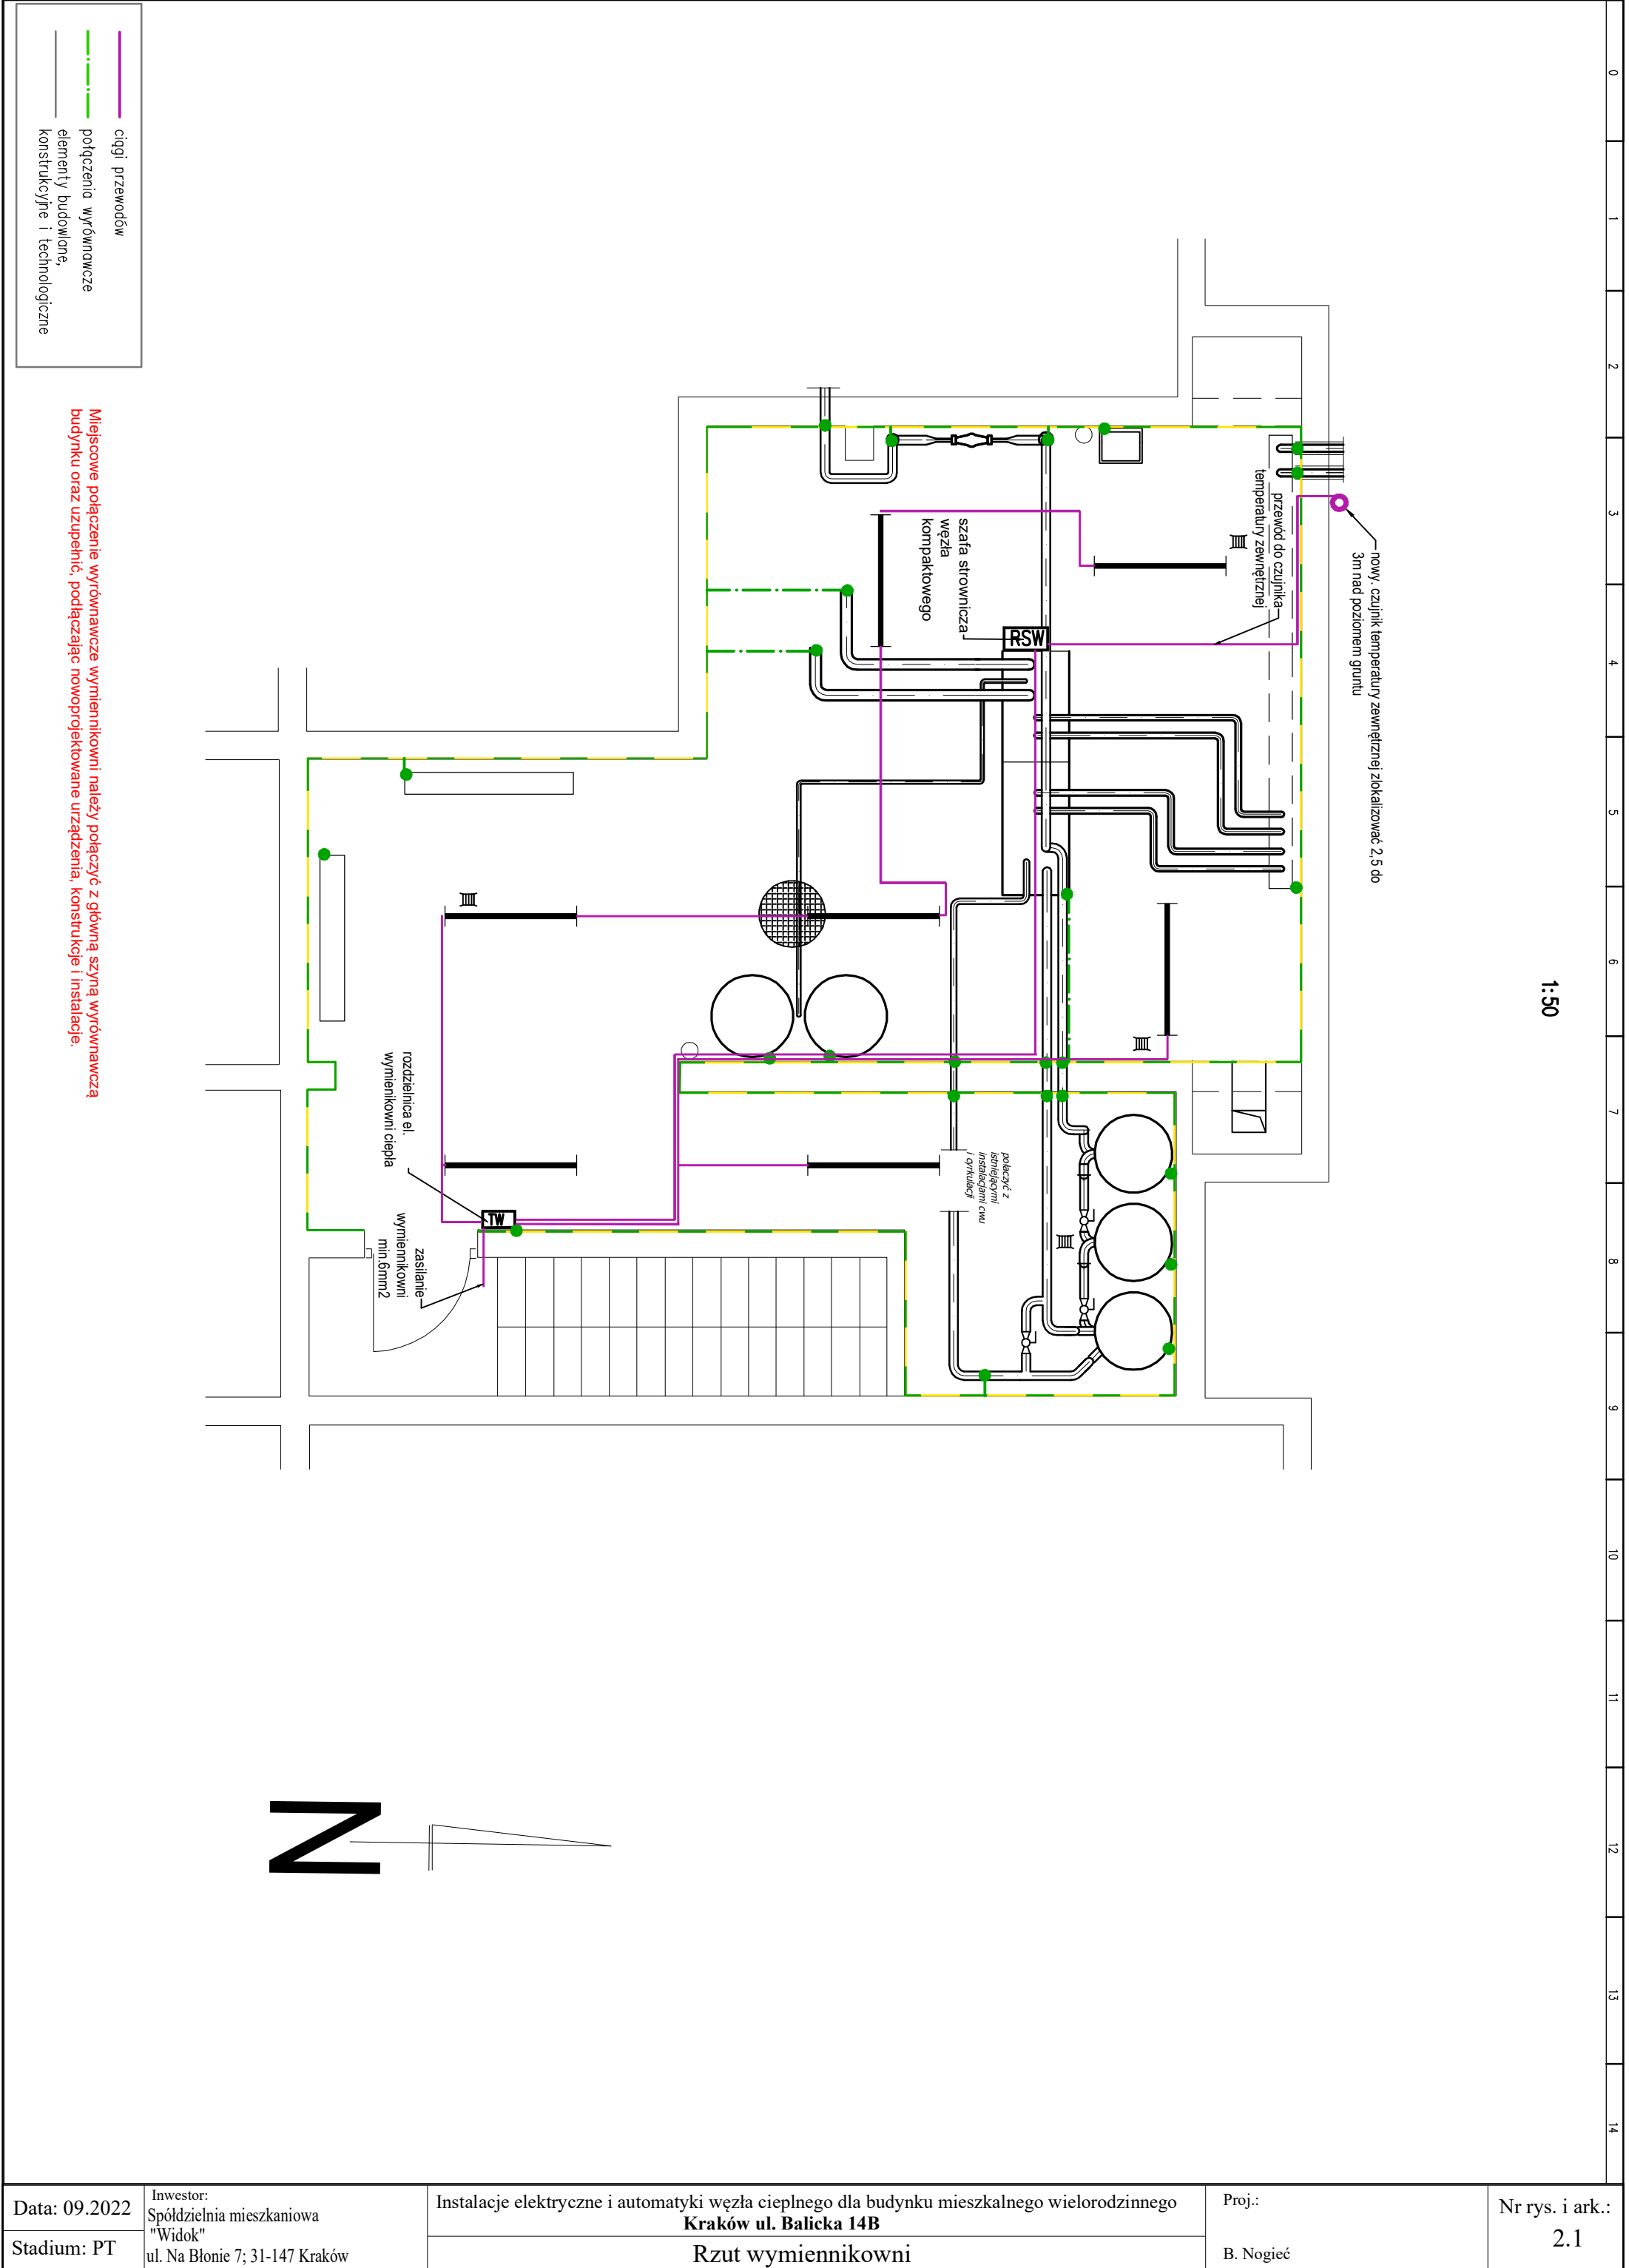 0
1
2
3
4
5
6
7
8
9
10
11
12
13
14
1:50
ciągi przewodów
połączenia wyrównawcze
elementy budowlane,
konstrukcyjne i technologiczne
Miejscowe połączenie wyrównawcze wymiennikowni należy połączyć z główną szyną wyrównawczą
budynku oraz uzupełnić, podłączając nowoprojektowane urządzenia, konstrukcje i instalacje.
nowy. czujnik temperatury zewnętrznej zlokalizować 2,5 do
3m nad poziomem gruntu
przewód do czujnika
temperatury zewnętrznej
szafa strownicza
węzła
kompaktowego
RSW
połaczyć z
istniejącymi
instalacjami cwu
i cyrkulacji
rozdzielnica el.
wymienikowni ciepła
TW
zasilanie
wymiennikowni
min.6mm2
N
Data: 09.2022
Stadium: PT
Inwestor:
Spółdzielnia mieszkaniowa
"Widok"
ul. Na Błonie 7; 31-147 Kraków
Instalacje elektryczne i automatyki węzła cieplnego dla budynku mieszkalnego wielorodzinnego
Kraków ul. Balicka 14B
Rzut wymiennikowni
Proj.:
B. Nogieć
Nr rys. i ark.:
2.1